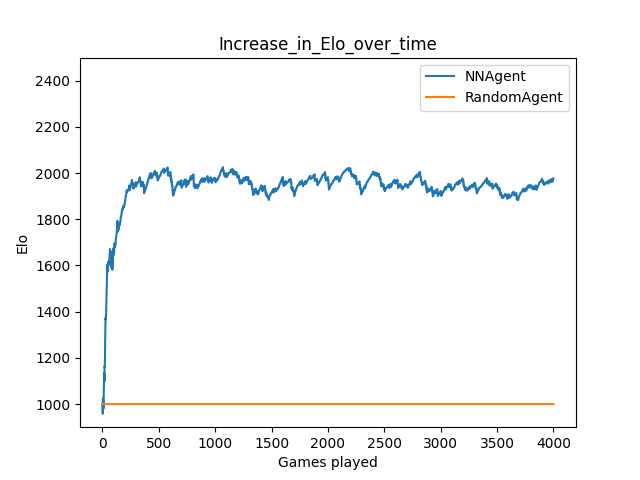 Increase_in_Elo_over_time
NNAgent
RandomAgent
2400
2200
2000
1800
1600
1400
1200
1000
Elo
0 500 1000 1500 2000 2500 3000 3500 4000
Games played